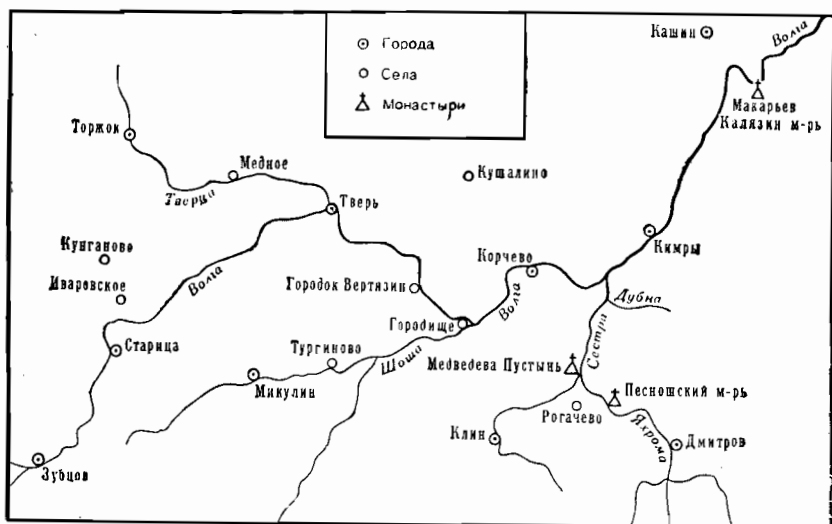 Города
Села
Монастыри
Кашин
Волга
Макарьев
Калязин м-рь
Торжок
Медное
Тверца
Кушалино
Тверь
Кунганово
Иваровское
Волга
Городок Вертязин
Корчево
Кимры
Волга
Дубна
Городище
Старица
Тургиново
Шоша
Сестра
Медведева Пустынь
Микулин
Песношский м-рь
Рогачево
Яхрома
Клин
Дмитров
Зубцов